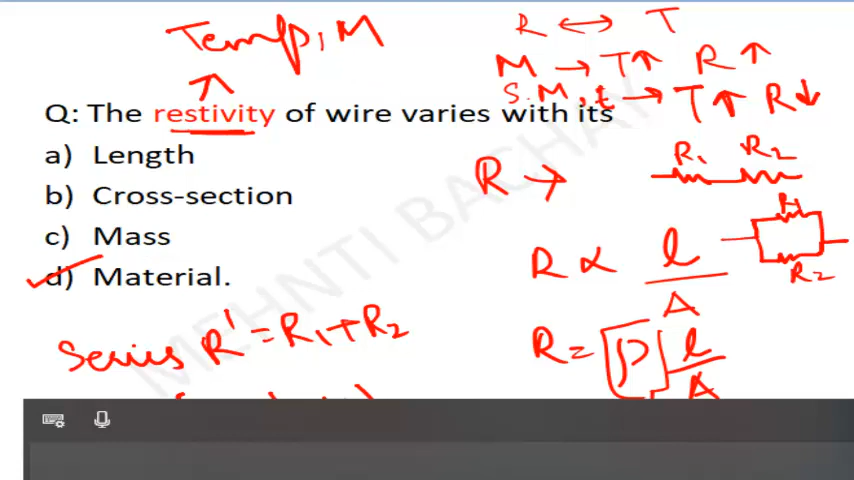 Temp, M
R ↔ T
M → T↑ R↑
S.M, t → T↑ R↓
Q: The restivity of wire varies with its
a) Length
b) Cross-section
c) Mass
d) Material.
R →
R1 R2
R1
R2
R ∝ l/A
R = ρ l/A
Series R' = R1 + R2
MEHNTI BACHAY